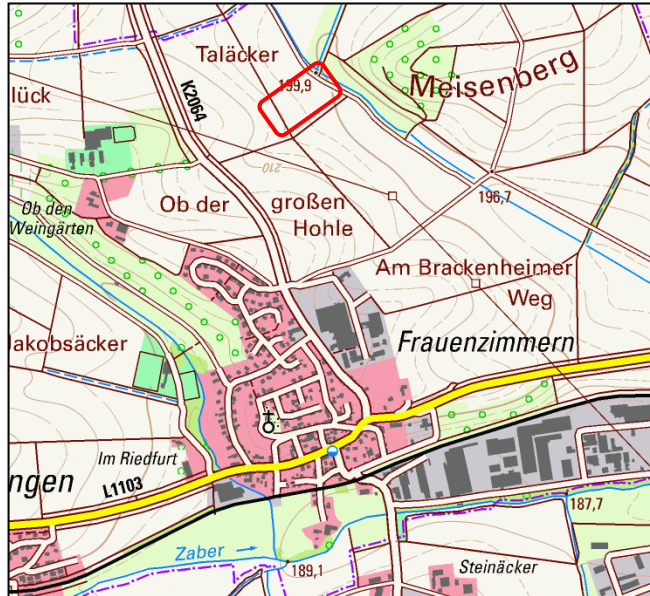 Taläcker
199,9
Meisenberg
K2064
lück
210
Ob den
Weingärten
Ob der
großen
Hohle
196,7
Am Brackenheimer
Weg
Jakobsäcker
Frauenzimmern
Im Riedfurt
ngen
L1103
187,7
Zaber
189,1
Steinäcker